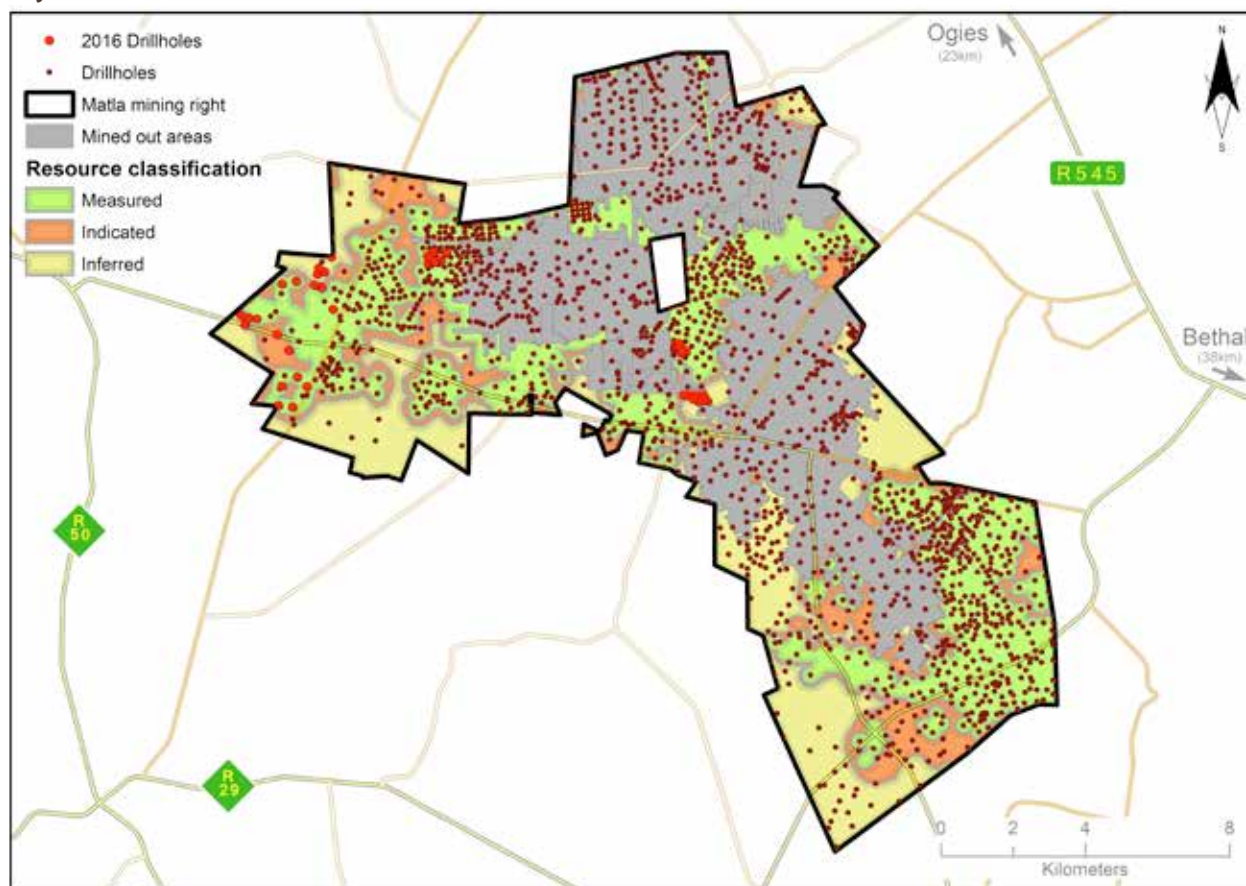 2016 Drillholes
Drillholes
Matla mining right
Mined out areas
Resource classification
Measured
Indicated
Inferred
Ogies
(23km)
N
S
R 545
Bethal
(38km)
R
50
R
29
0 2 4 8
Kilometers